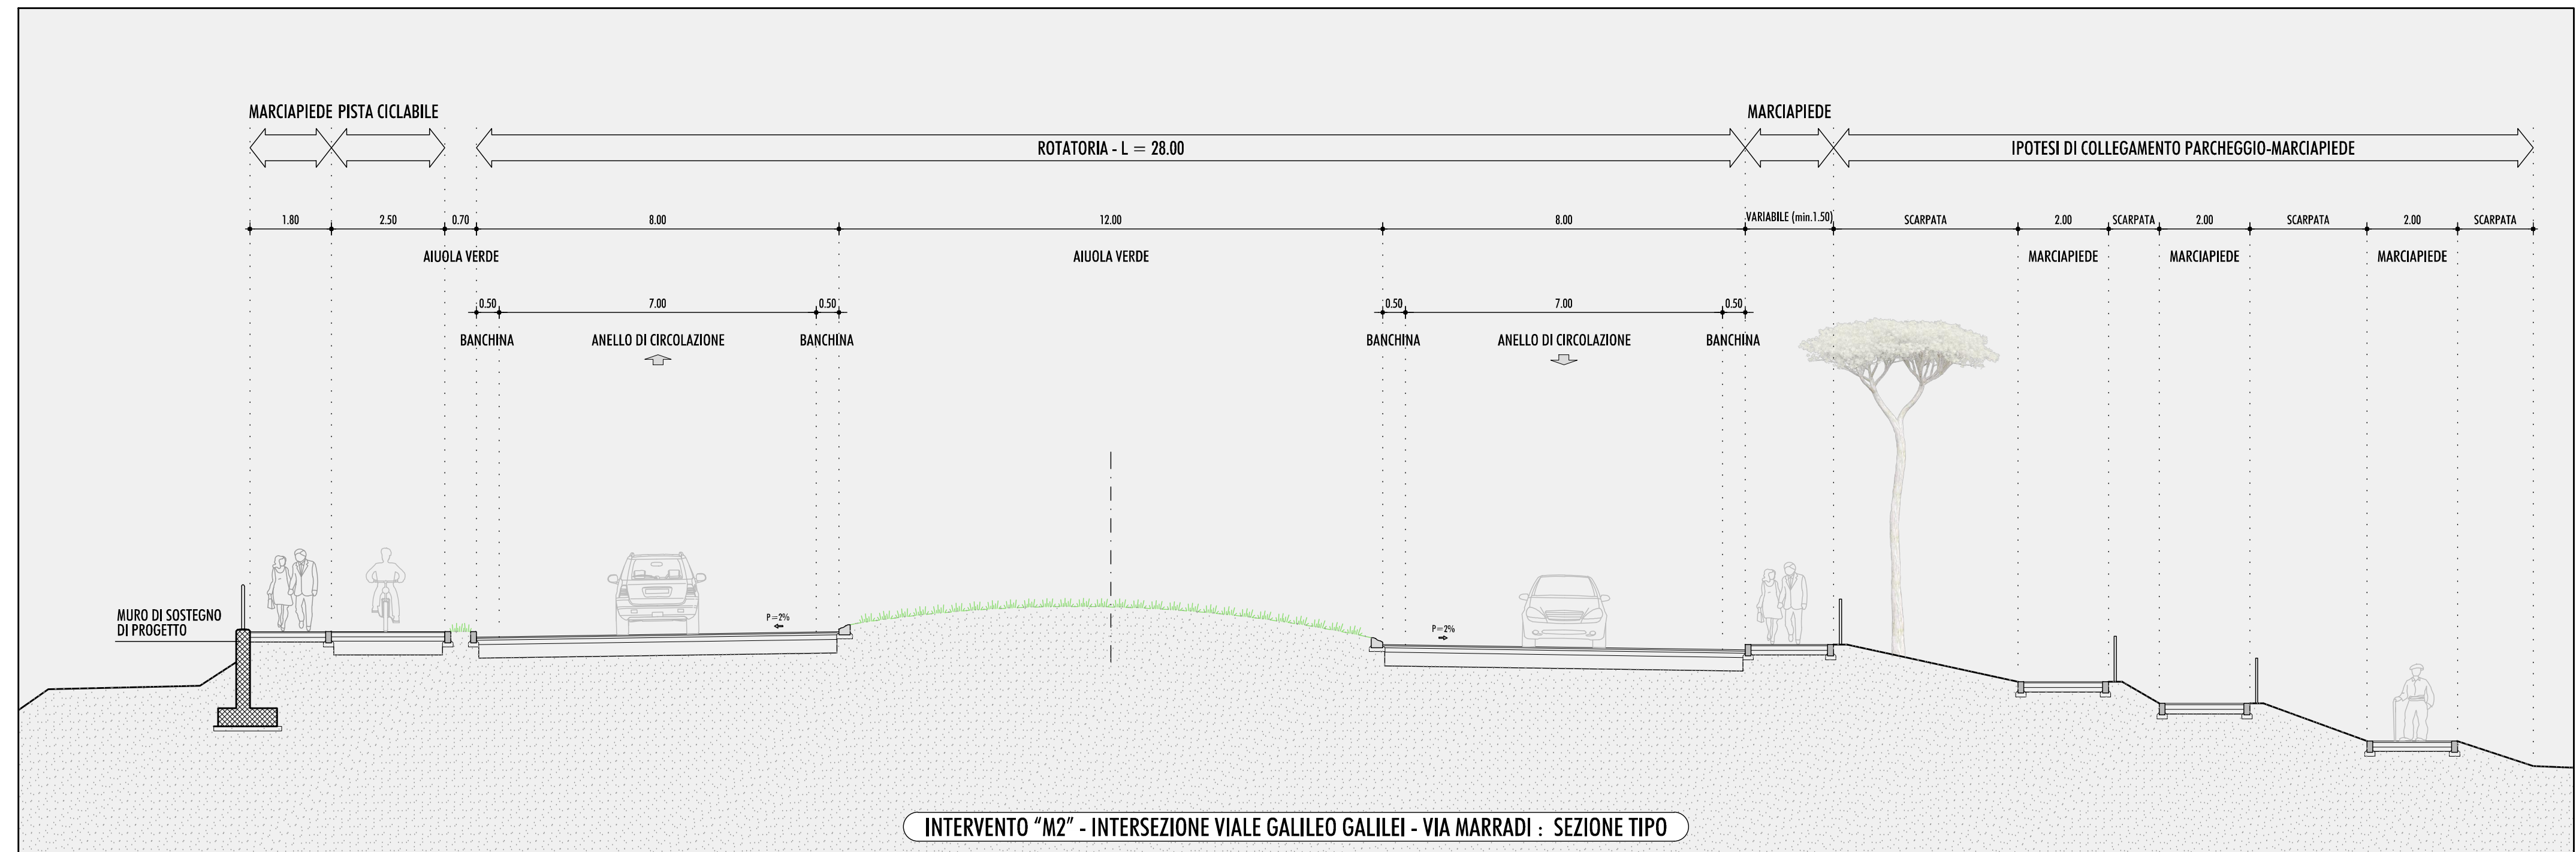 MARCIAPIEDE PISTA CICLABILE
MARCIAPIEDE
ROTATORIA - L = 28.00
IPOTESI DI COLLEGAMENTO PARCHEGGIO-MARCIAPIEDE
1.80 2.50 0.70 8.00 12.00 8.00 VARIABILE (min.1.50) SCARPATA 2.00 SCARPATA 2.00 SCARPATA 2.00 SCARPATA
AIUOLA VERDE AIUOLA VERDE MARCIAPIEDE MARCIAPIEDE MARCIAPIEDE
0.50 7.00 0.50 0.50 7.00 0.50
BANCHINA ANELLO DI CIRCOLAZIONE BANCHINA BANCHINA ANELLO DI CIRCOLAZIONE BANCHINA
MURO DI SOSTEGNO
DI PROGETTO
P=2%
P=2%
INTERVENTO “M2” - INTERSEZIONE VIALE GALILEO GALILEI - VIA MARRADI : SEZIONE TIPO